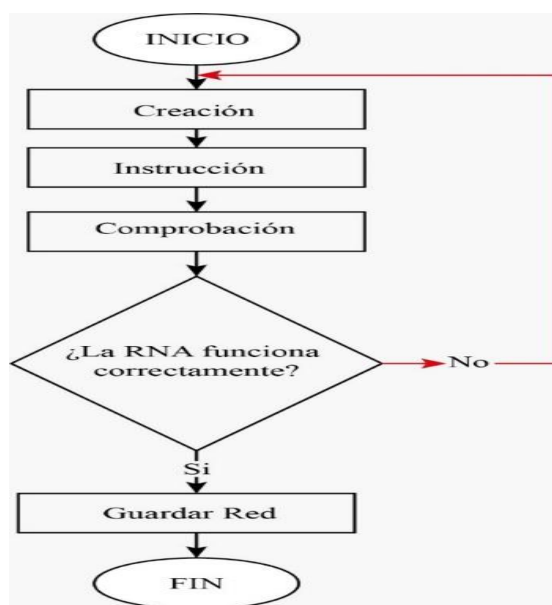 INICIO
Creación
Instrucción
Comprobación
¿La RNA funciona
correctamente?
No
Si
Guardar Red
FIN